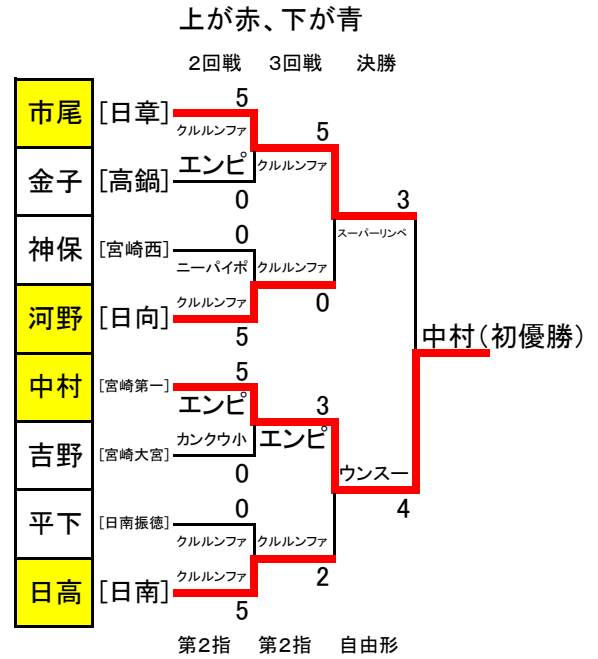 上が赤、下が青
2回戦 3回戦 決勝
市尾 [日章] 5
クルルンファ 5
エンピ クルルンファ
金子 [高鍋] 0 3
神保 [宮崎西] 0 スーパーリンペ
ニーパイポ クルルンファ
クルルンファ 0
河野 [日向] 5
中村(初優勝)
中村 [宮崎第一] 5
エンピ 3
カンクウ小 エンピ
吉野 [宮崎大宮] 0 ウンスー
平下 [日南振徳] 0 4
クルルンファ クルルンファ
クルルンファ 2
日高 [日南] 5
第2指 第2指 自由形